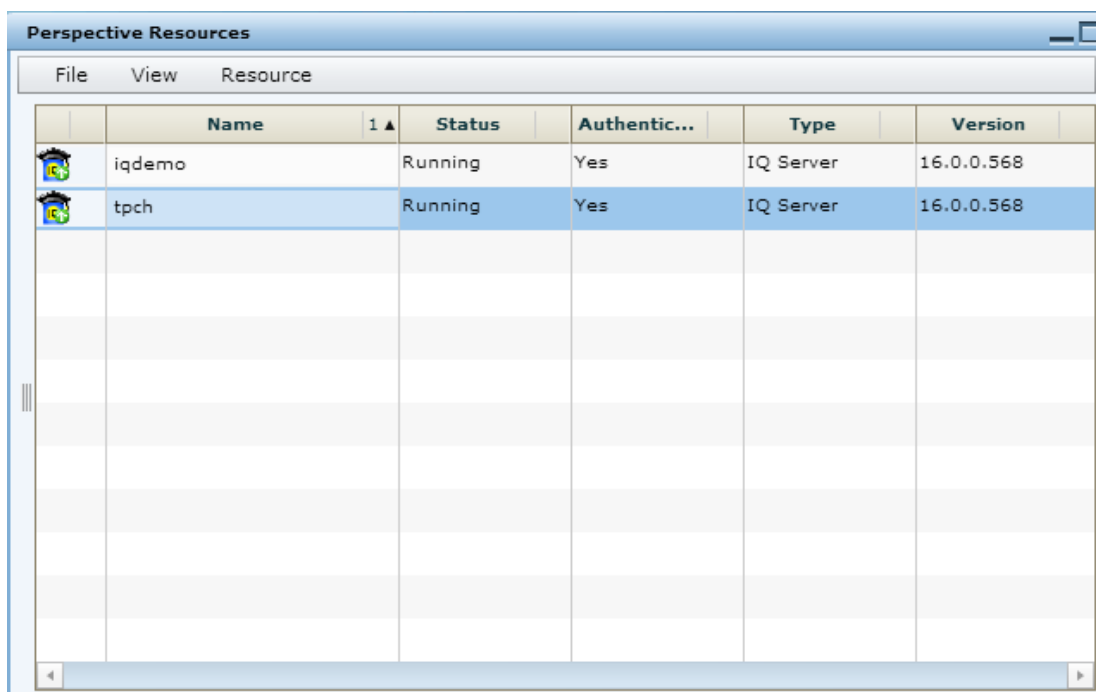 Perspective Resources
File View Resource
Name 1 ▲ Status Authentic... Type Version
iqdemo Running Yes IQ Server 16.0.0.568
tpch Running Yes IQ Server 16.0.0.568